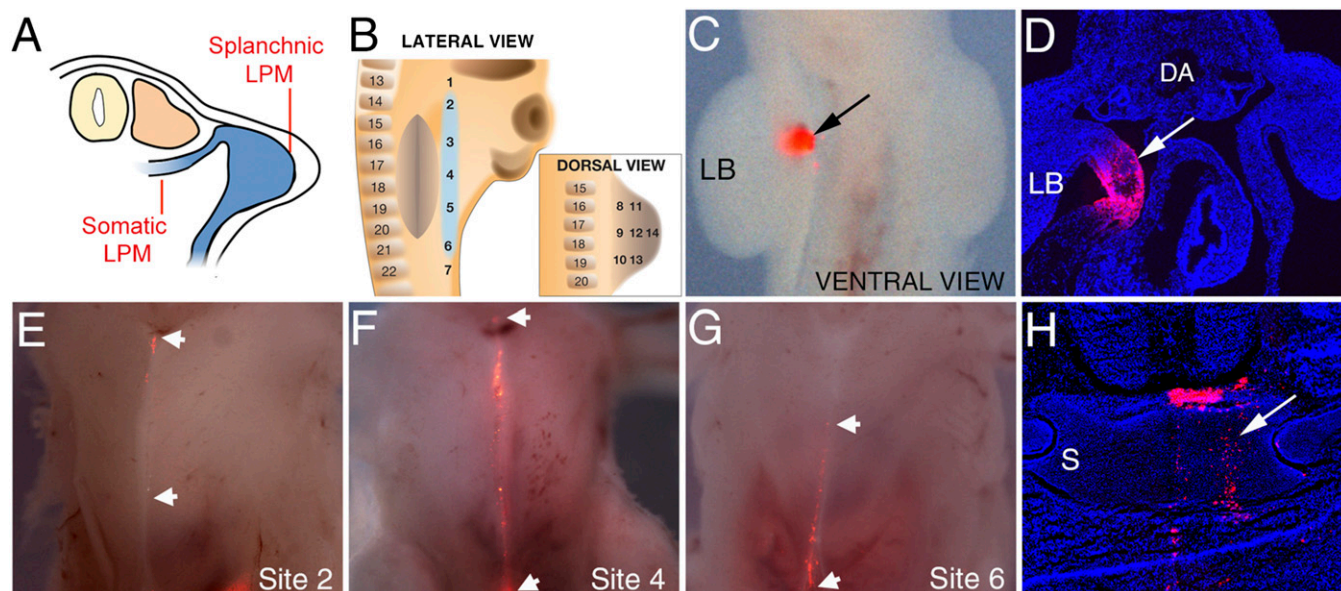 A
Splanchnic
LPM
Somatic
LPM
B
LATERAL VIEW
13
14
15
16
17
18
19
20
21
22
1
2
3
4
5
6
7
DORSAL VIEW
15
16
17
18
19
20
8 11
9 12 14
10 13
C
LB
VENTRAL VIEW
D
DA
LB
E
Site 2
F
Site 4
G
Site 6
H
S